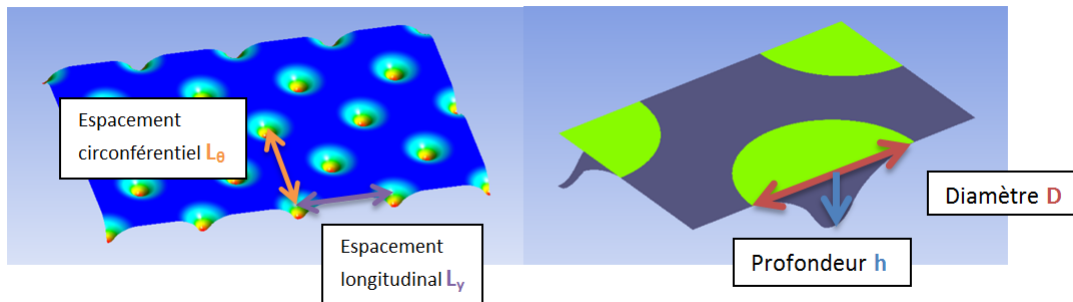 Espacement
circonférentiel Lθ
Espacement
longitudinal Ly
Diamètre D
Profondeur h